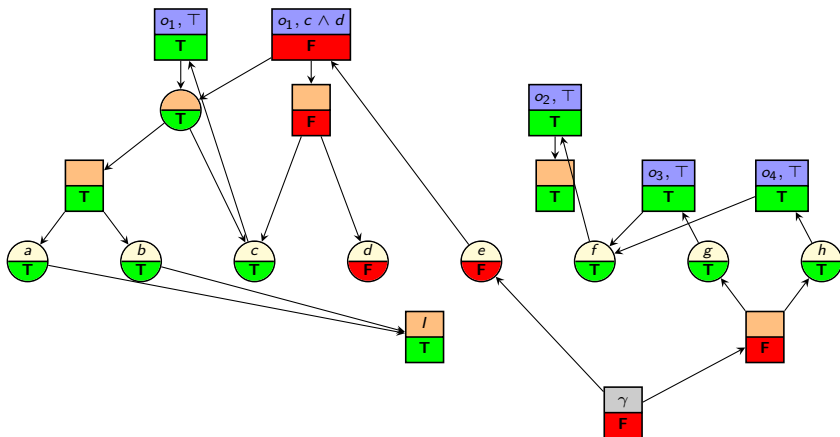 o₁, ⊤
T
o₁, c ∧ d
F
T
F
o₂, ⊤
T
T
T
o₃, ⊤
T
o₄, ⊤
T
a
T
b
T
c
T
d
F
e
F
f
T
g
T
h
T
I
T
F
γ
F